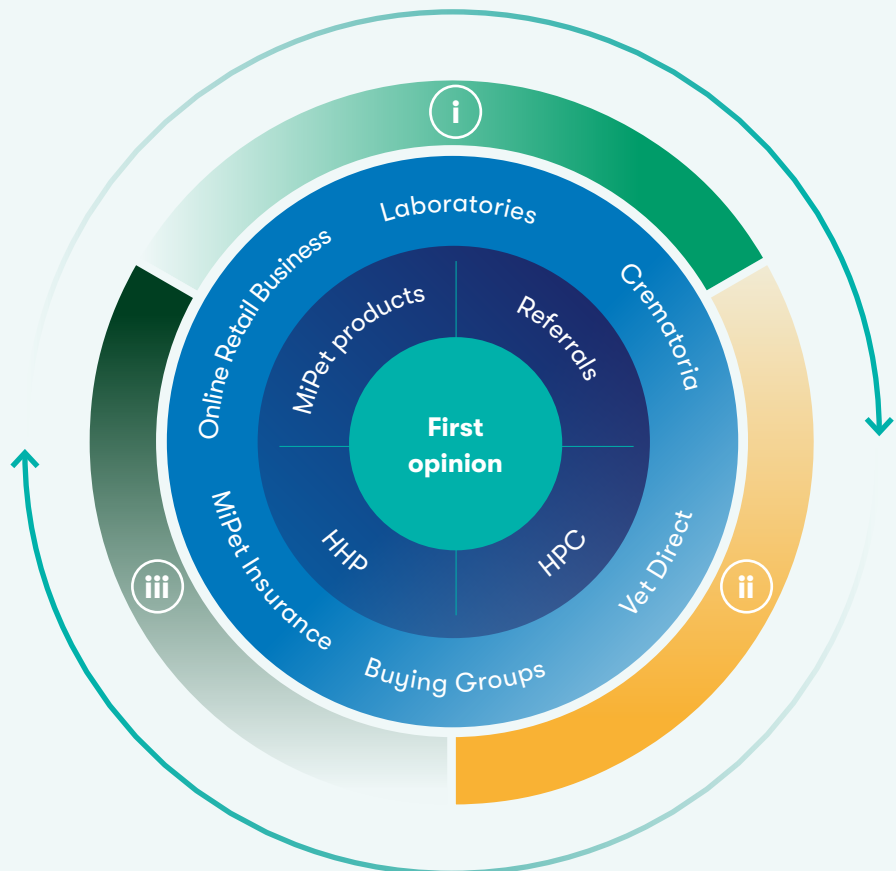 i
Laboratories
Online Retail Business
Crematoria
MiPet products
Referrals
First
opinion
HHP
HPC
MiPet Insurance
Vet Direct
iii
ii
Buying Groups